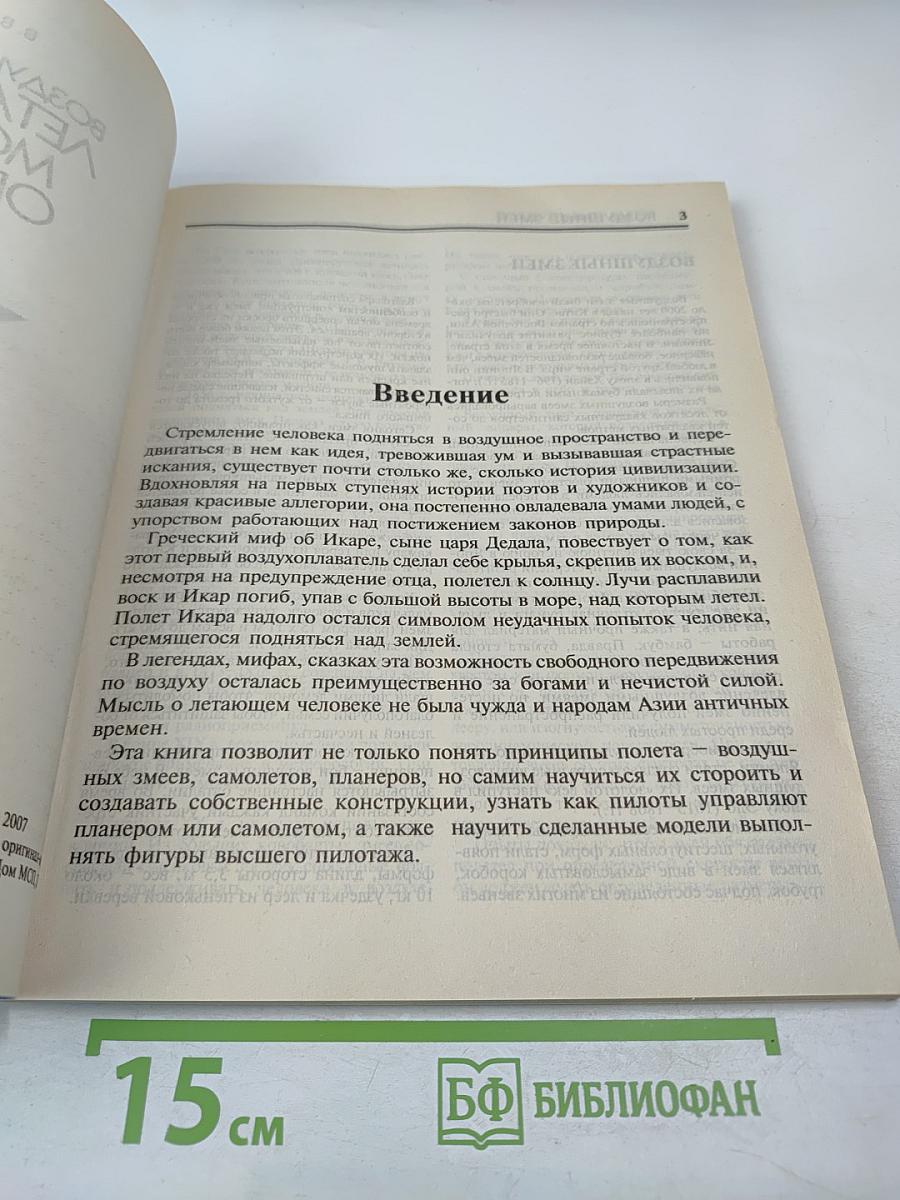 3
Введение
Стремление человека подняться в воздушное пространство и пере-
двигаться в нем как идея, тревожившая ум и вызывавшая страстные
искания, существует почти столько же, сколько история цивилизации.
Вдохновляя на первых ступенях истории поэтов и художников и со-
здавая красивые аллегории, она постепенно овладевала умами людей, с
упорством работающих над постижением законов природы.
Греческий миф об Икаре, сыне царя Дедала, повествует о том, как
этот первый воздухоплаватель сделал себе крылья, скрепив их воском, и,
несмотря на предупреждение отца, полетел к солнцу. Лучи расплавили
воск и Икар погиб, упав с большой высоты в море, над которым летел.
Полет Икара надолго остался символом неудачных попыток человека,
стремящегося подняться над землей.
В легендах, мифах, сказках эта возможность свободного передвижения
по воздуху осталась преимущественно за богами и нечистой силой.
Мысль о летающем человеке не была чужда и народам Азии античных
времен.
Эта книга позволит не только понять принципы полета — воздуш-
ных змеев, самолетов, планеров, но самим научиться их стороить и
создавать собственные конструкции, узнать как пилоты управляют
планером или самолетом, а также научить сделанные модели выпол-
нять фигуры высшего пилотажа.
2007
оригинал-
Дом МСП
15 см
БФ БИБЛИОФАН